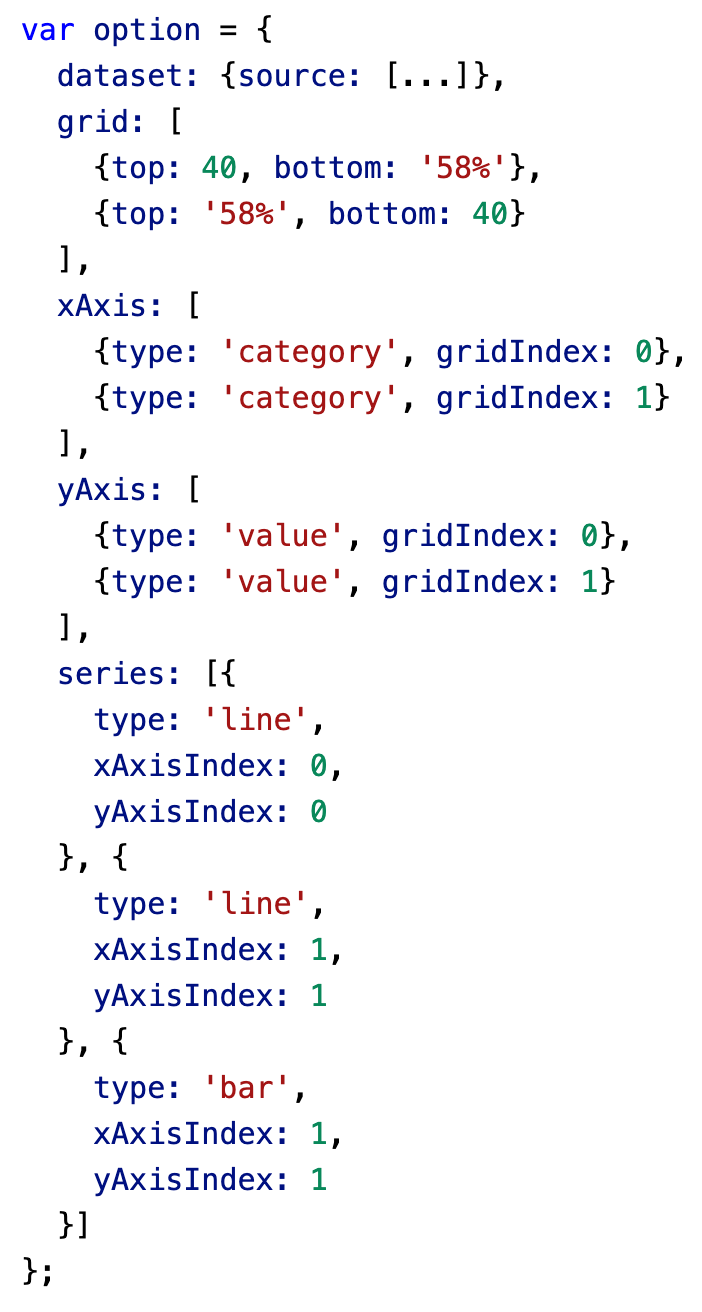 var option = {
  dataset: {source: [...]},
  grid: [
    {top: 40, bottom: '58%'},
    {top: '58%', bottom: 40}
  ],
  xAxis: [
    {type: 'category', gridIndex: 0},
    {type: 'category', gridIndex: 1}
  ],
  yAxis: [
    {type: 'value', gridIndex: 0},
    {type: 'value', gridIndex: 1}
  ],
  series: [{
    type: 'line',
    xAxisIndex: 0,
    yAxisIndex: 0
  }, {
    type: 'line',
    xAxisIndex: 1,
    yAxisIndex: 1
  }, {
    type: 'bar',
    xAxisIndex: 1,
    yAxisIndex: 1
  }]
};